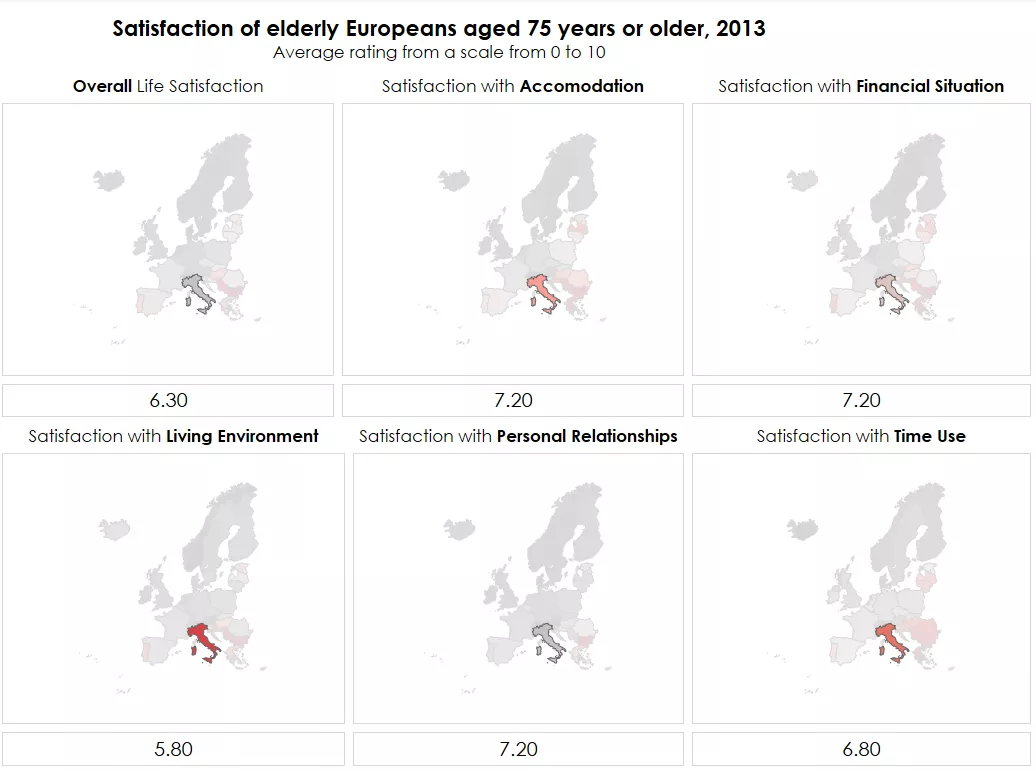 Satisfaction of elderly Europeans aged 75 years or older, 2013
Average rating from a scale from 0 to 10
Overall Life Satisfaction
Satisfaction with Accomodation
Satisfaction with Financial Situation
6.30
7.20
7.20
Satisfaction with Living Environment
Satisfaction with Personal Relationships
Satisfaction with Time Use
5.80
7.20
6.80